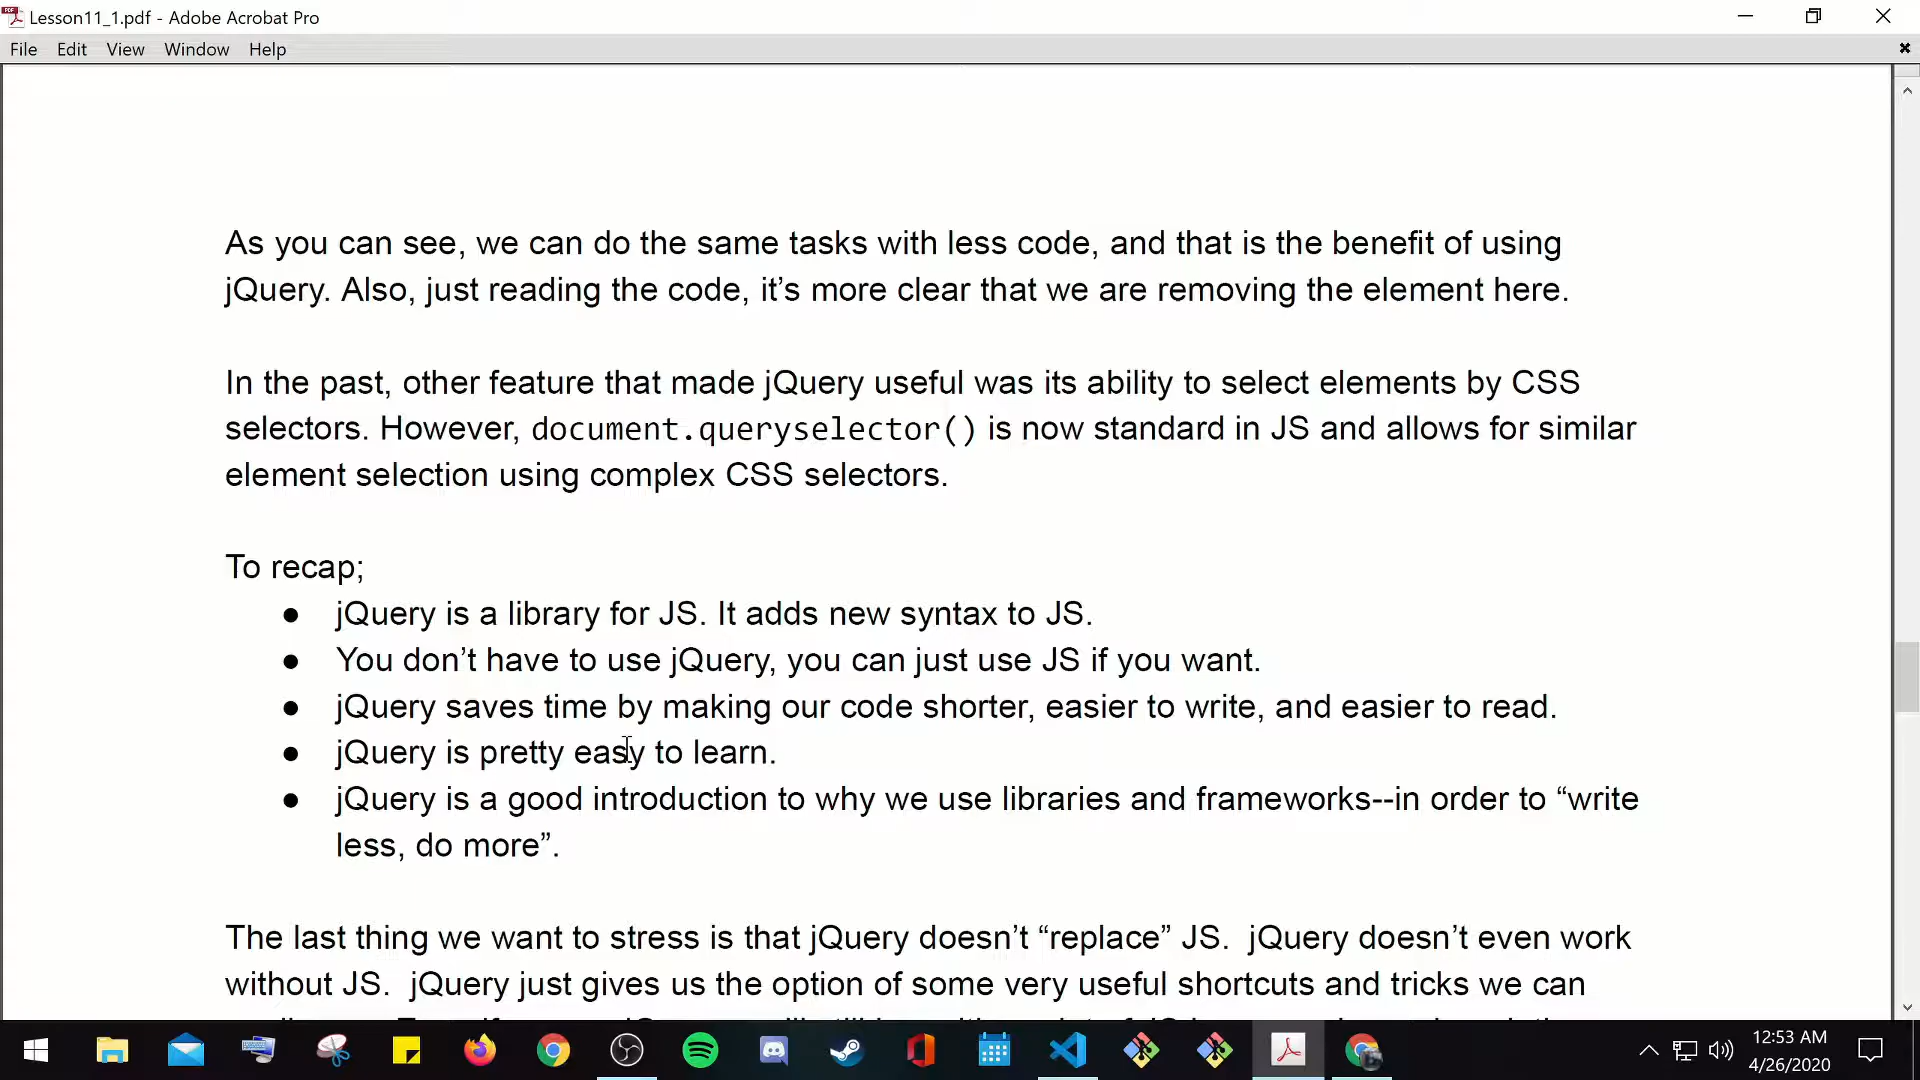 Lesson11_1.pdf - Adobe Acrobat Pro
File Edit View Window Help
As you can see, we can do the same tasks with less code, and that is the benefit of using
jQuery. Also, just reading the code, it’s more clear that we are removing the element here.
In the past, other feature that made jQuery useful was its ability to select elements by CSS
selectors. However, document.queryselector() is now standard in JS and allows for similar
element selection using complex CSS selectors.
To recap;
● jQuery is a library for JS. It adds new syntax to JS.
● You don’t have to use jQuery, you can just use JS if you want.
● jQuery saves time by making our code shorter, easier to write, and easier to read.
● jQuery is pretty easy to learn.
● jQuery is a good introduction to why we use libraries and frameworks--in order to “write
less, do more”.
The last thing we want to stress is that jQuery doesn’t “replace” JS.  jQuery doesn’t even work
without JS.  jQuery just gives us the option of some very useful shortcuts and tricks we can
12:53 AM
4/26/2020